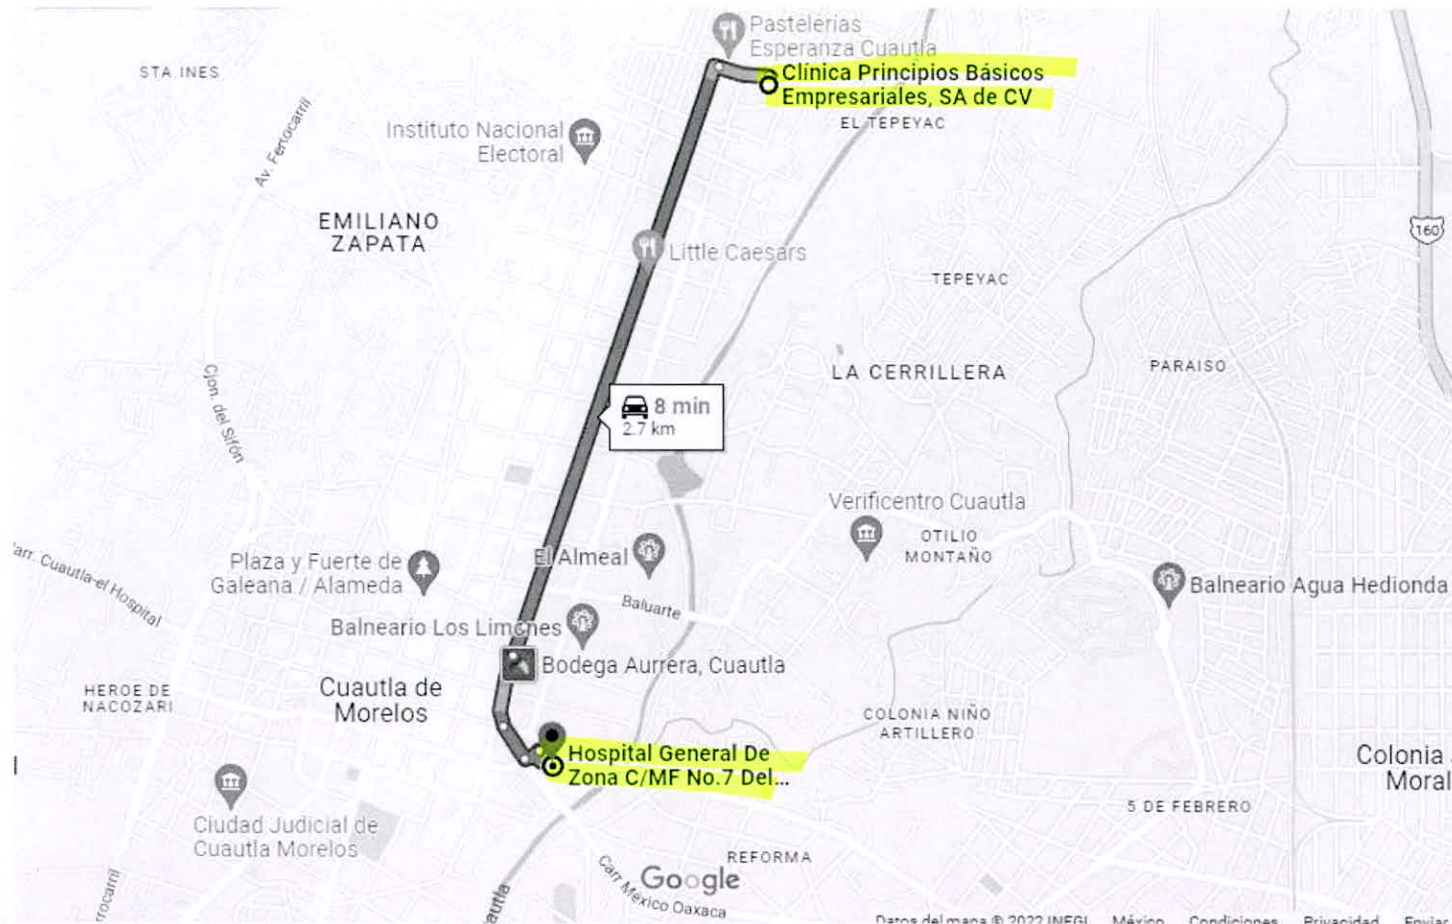 Pastelerías
Esperanza Cuautla
STA INES
Clínica Principios Básicos
Empresariales, SA de CV
EL TEPEYAC
Instituto Nacional
Electoral
Av. Ferrocarril
EMILIANO
ZAPATA
160
Little Caesars
TEPEYAC
LA CERRILLERA
PARAISO
8 min
2.7 km
Cjon. del Sifón
Verificentro Cuautla
OTILIO
MONTAÑO
El Almeal
Plaza y Fuerte de
Galeana / Alameda
arr. Cuautla-el Hospital
Balneario Agua Hedionda
Baluarte
Balneario Los Limones
Bodega Aurrera, Cuautla
HEROE DE
NACOZARI
Cuautla de
Morelos
COLONIA NIÑO
ARTILLERO
Hospital General De
Zona C/MF No.7 Del...
Colonia
Moral
5 DE FEBRERO
Ciudad Judicial de
Cuautla Morelos
REFORMA
Google
Carr México Oaxaca
rrocarril
autla
Datos del mapa © 2022 INEGI México Condiciones Privacidad Enviar